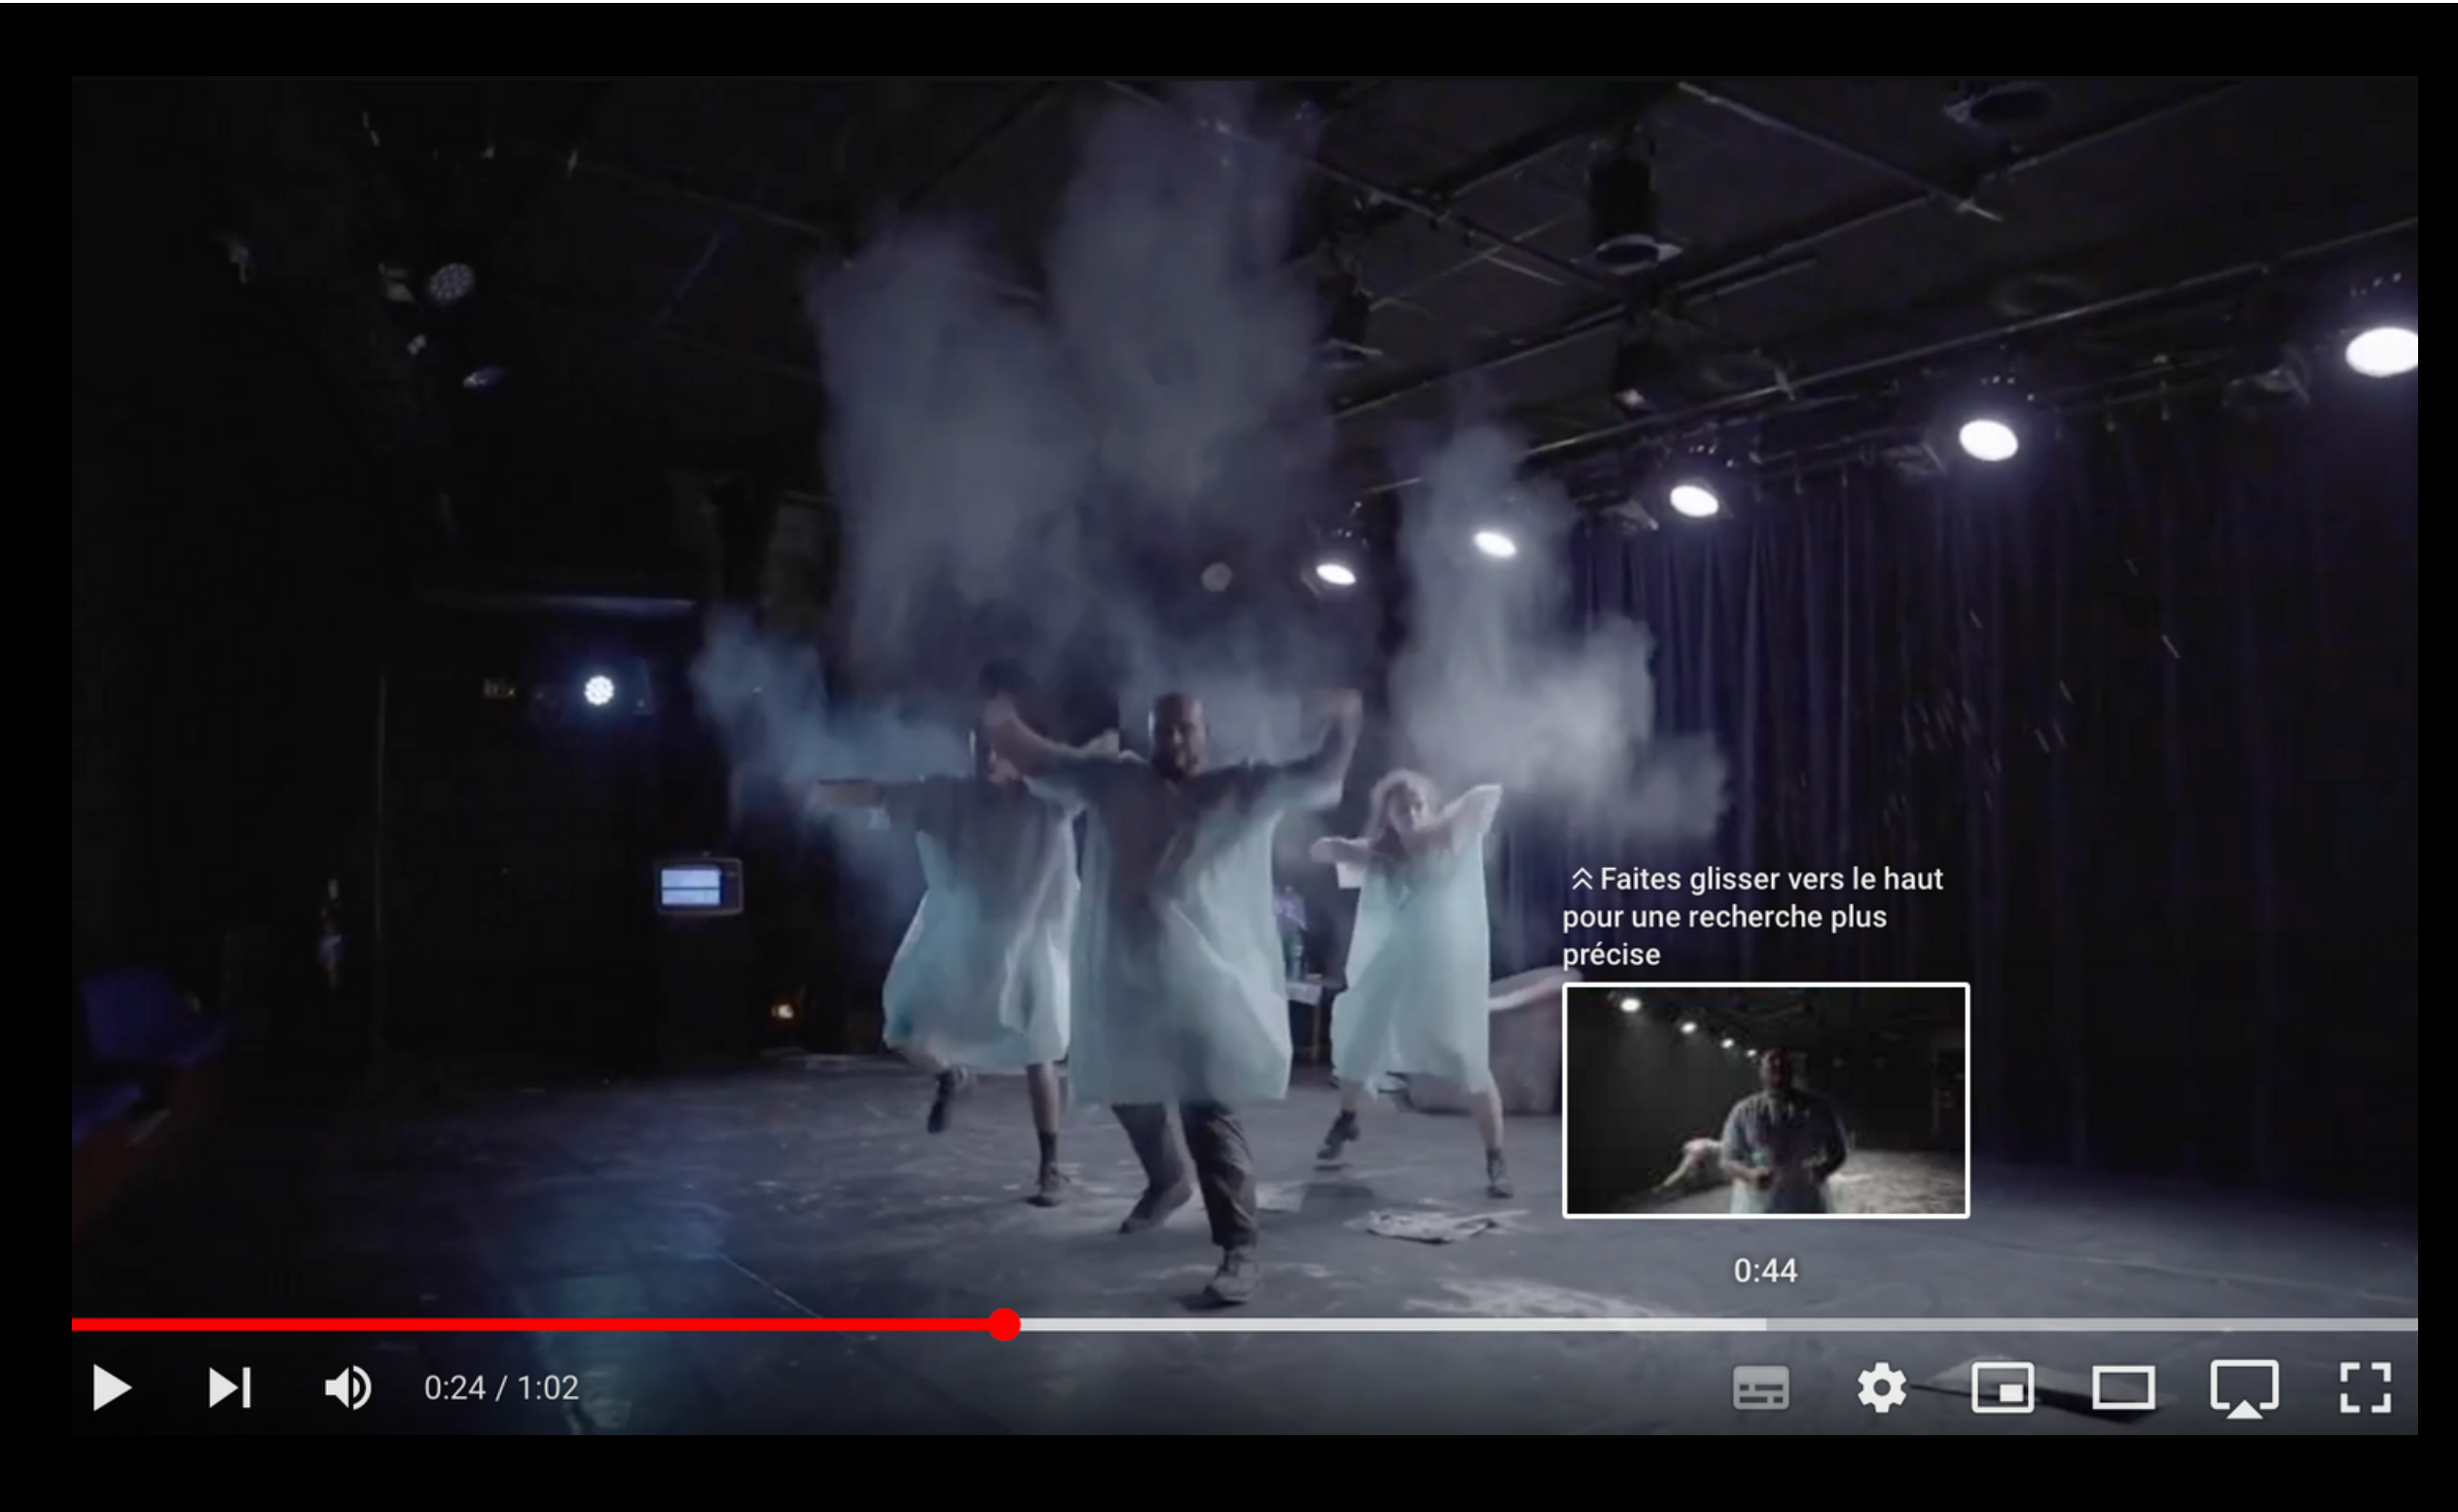 Faites glisser vers le haut
pour une recherche plus
précise
0:44
0:24 / 1:02